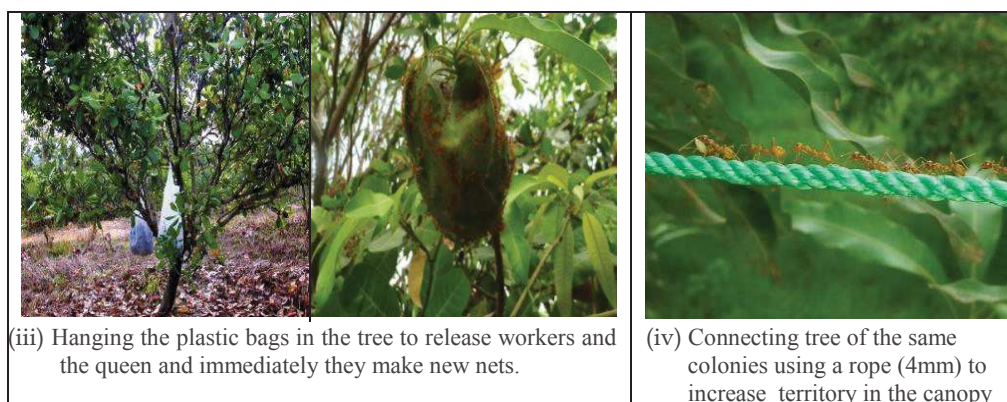 (iii) Hanging the plastic bags in the tree to release workers and
the queen and immediately they make new nets.
(iv) Connecting tree of the same
colonies using a rope (4mm) to
increase territory in the canopy